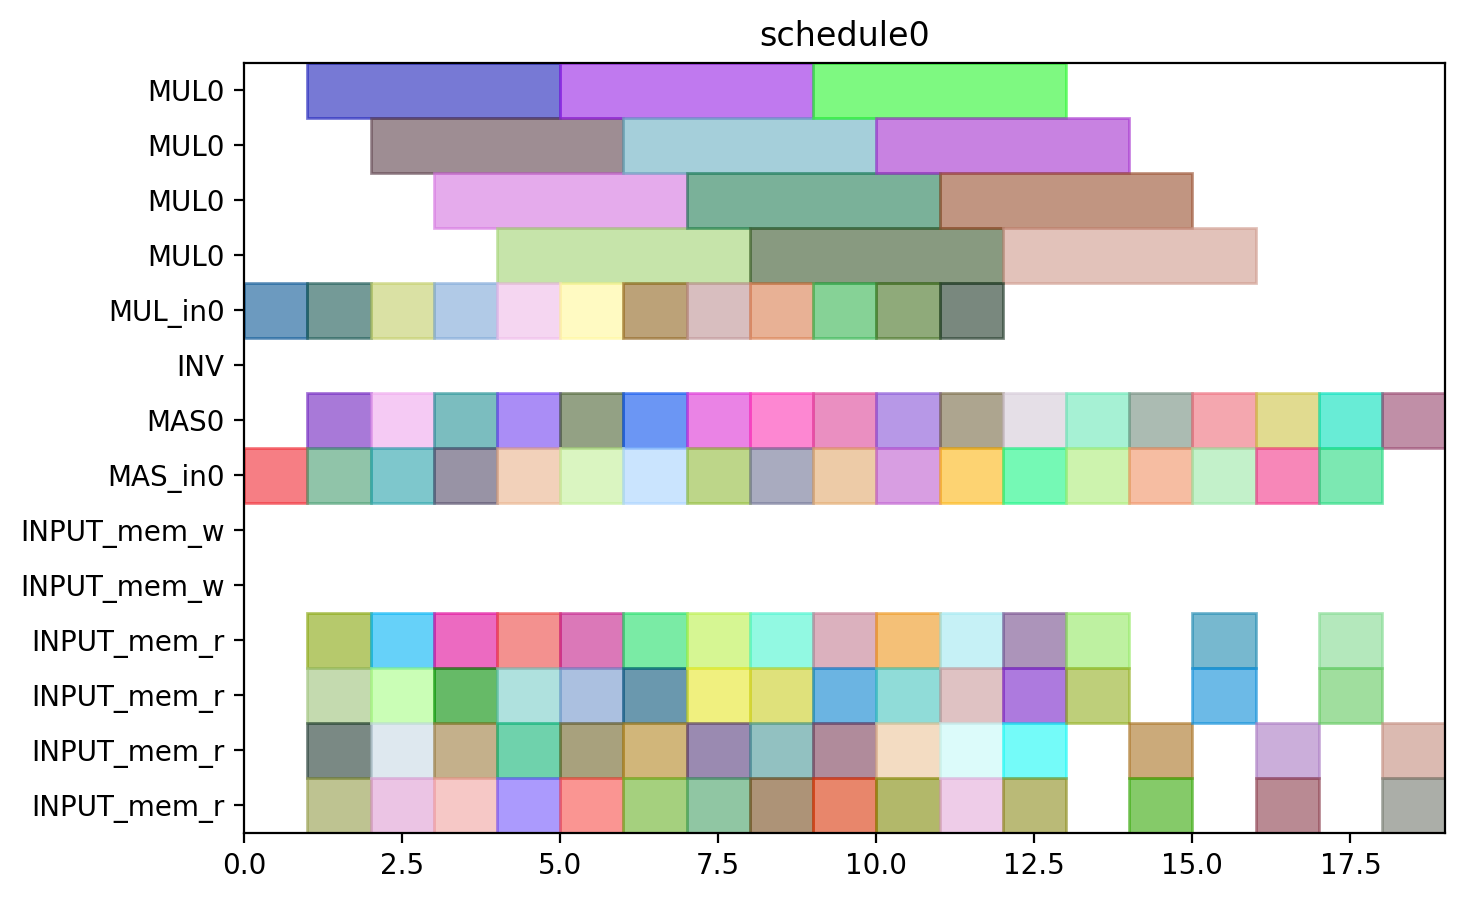 schedule0
MUL0
MUL0
MUL0
MUL0
MUL_in0
INV
MAS0
MAS_in0
INPUT_mem_w
INPUT_mem_w
INPUT_mem_r
INPUT_mem_r
INPUT_mem_r
INPUT_mem_r
0.0 2.5 5.0 7.5 10.0 12.5 15.0 17.5